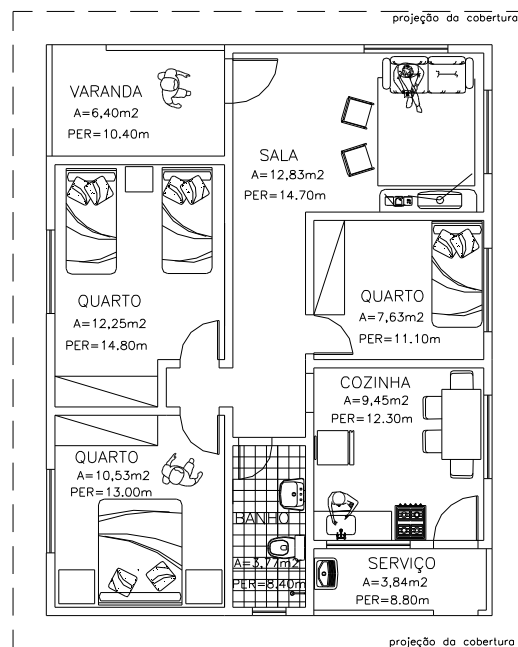 projeção da cobertura
VARANDA
A=6,40m2
PER=10.40m
SALA
A=12,83m2
PER=14.70m
QUARTO
A=12,25m2
PER=14.80m
QUARTO
A=7,63m2
PER=11.10m
COZINHA
A=9,45m2
PER=12.30m
QUARTO
A=10,53m2
PER=13.00m
BANHO
A=3,77m2
PER=8.40m
SERVIÇO
A=3,84m2
PER=8.80m
projeção da cobertura